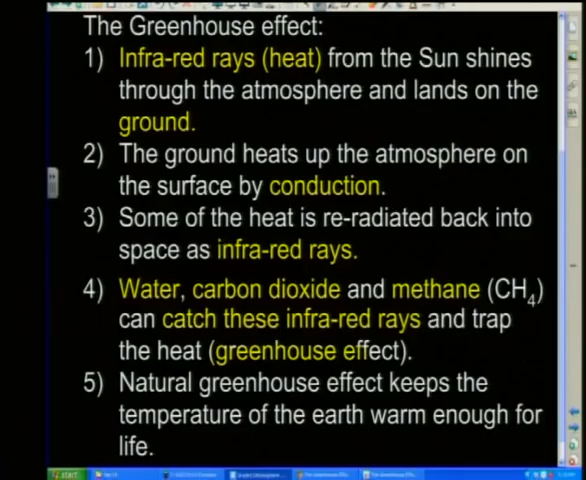 The Greenhouse effect:
1) Infra-red rays (heat) from the Sun shines
through the atmosphere and lands on the
ground.
2) The ground heats up the atmosphere on
the surface by conduction.
3) Some of the heat is re-radiated back into
space as infra-red rays.
4) Water, carbon dioxide and methane (CH₄)
can catch these infra-red rays and trap
the heat (greenhouse effect).
5) Natural greenhouse effect keeps the
temperature of the earth warm enough for
life.
start